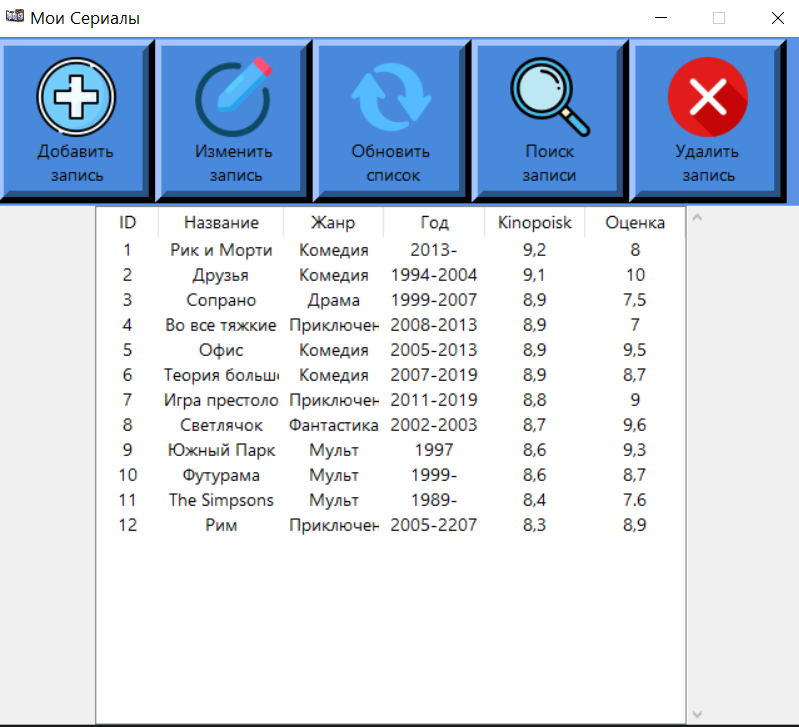 Мои Сериалы
Добавить запись
Изменить запись
Обновить список
Поиск записи
Удалить запись
ID Название Жанр Год Kinopoisk Оценка
1 Рик и Морти Комедия 2013- 9,2 8
2 Друзья Комедия 1994-2004 9,1 10
3 Сопрано Драма 1999-2007 8,9 7,5
4 Во все тяжкие Приключен 2008-2013 8,9 7
5 Офис Комедия 2005-2013 8,9 9,5
6 Теория больш Комедия 2007-2019 8,9 8,7
7 Игра престоло Приключен 2011-2019 8,8 9
8 Светлячок Фантастика 2002-2003 8,7 9,6
9 Южный Парк Мульт 1997 8,6 9,3
10 Футурама Мульт 1999- 8,6 8,7
11 The Simpsons Мульт 1989- 8,4 7.6
12 Рим Приключен 2005-2207 8,3 8,9